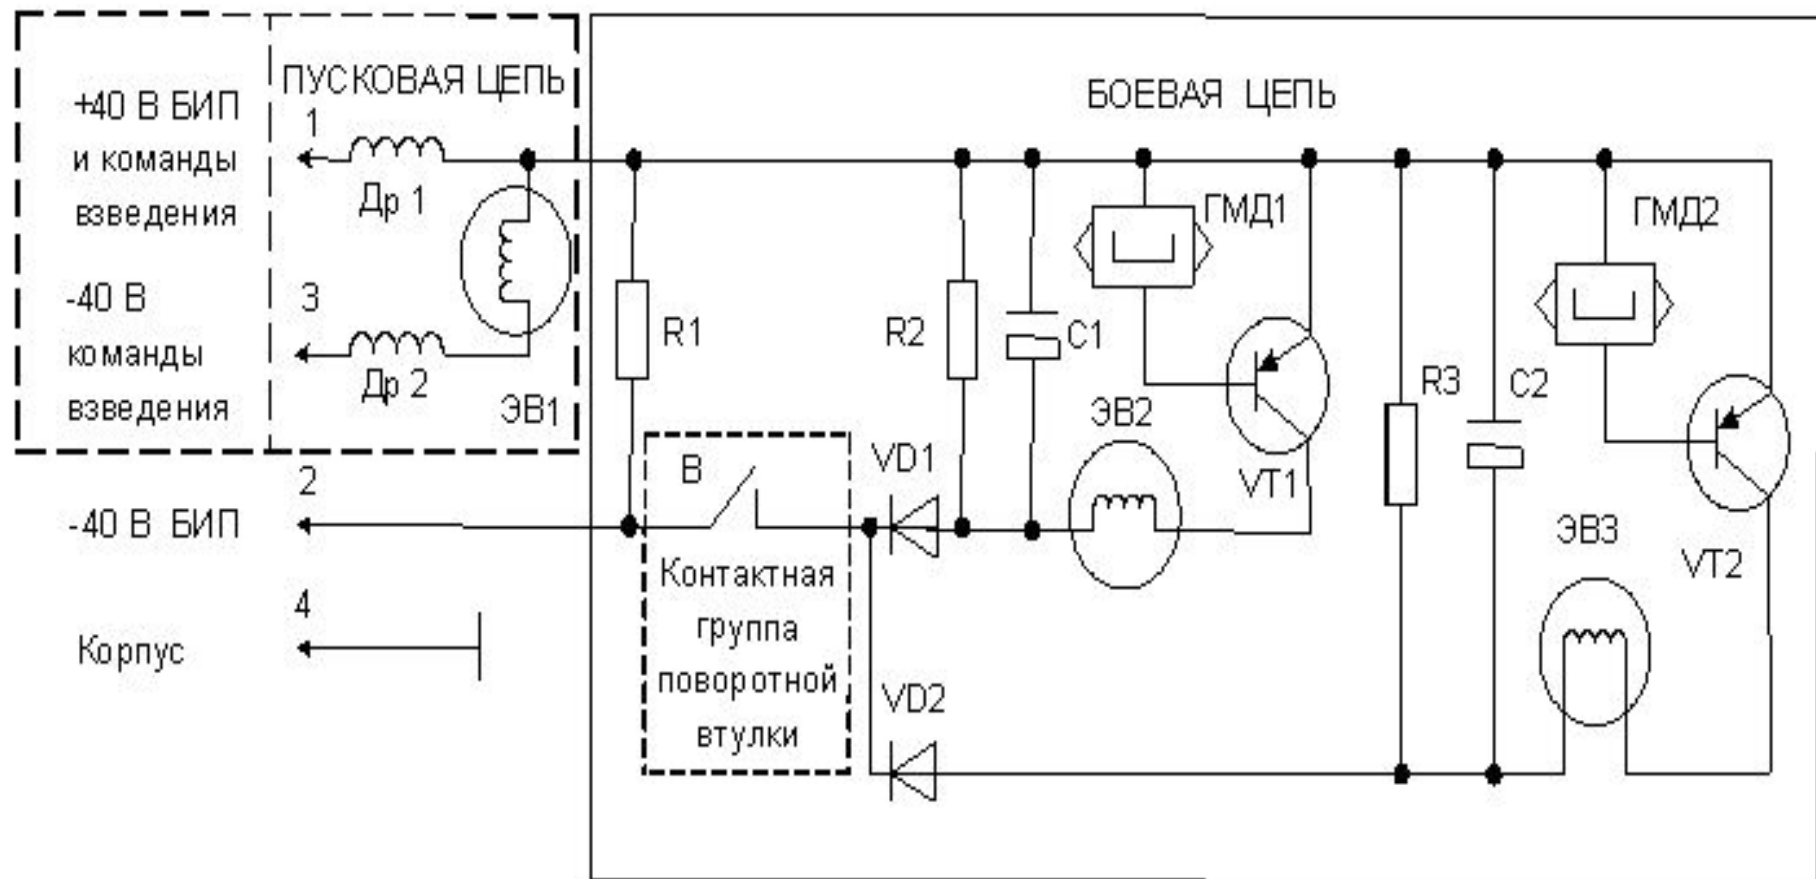 ПУСКОВАЯ ЦЕПЬ
БОЕВАЯ ЦЕПЬ
+40 В БИП
и команды
взведения
1
Др 1
-40 В
команды
взведения
3
Др 2
ЭВ1
2
-40 В БИП
4
Корпус
R1
В
Контактная
группа
поворотной
втулки
VD1
VD2
R2
C1
ГМД1
ЭВ2
VT1
R3
C2
ГМД2
ЭВ3
VT2